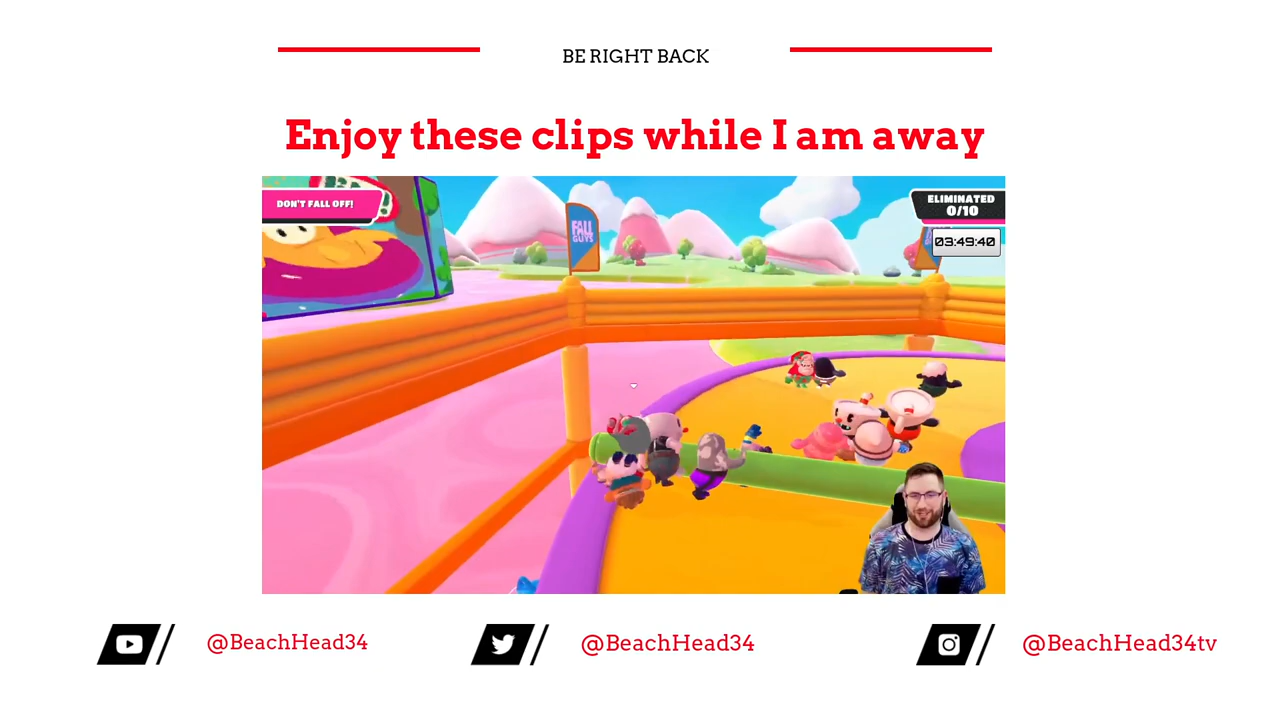 BE RIGHT BACK
Enjoy these clips while I am away
DON'T FALL OFF!
ELIMINATED
0/10
03:49:40
FALL
GUYS
@BeachHead34
@BeachHead34
@BeachHead34tv